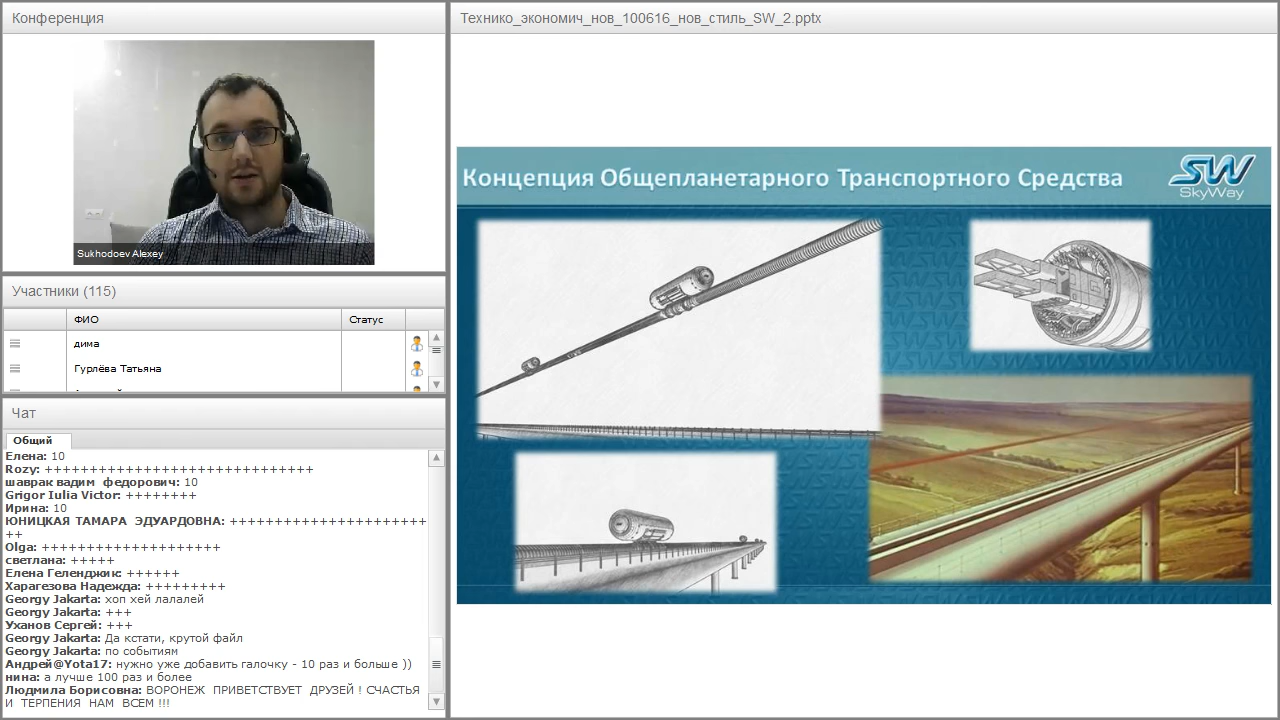 Конференция
Sukhodoev Alexey
Участники (115)
ФИО
Статус
дима
Гурлёва Татьяна
Чат
Общий
Елена: 10
Rozy: ++++++++++++++++++++++++++++++
шаврак вадим федорович: 10
Grigor Iulia Victor: ++++++++
Ирина: 10
ЮНИЦКАЯ ТАМАРА ЭДУАРДОВНА: ++++++++++++++++++++++
++
Olga: ++++++++++++++++++++
светлана: +++++
Елена Геленджик: ++++++
Харагезова Надежда: +++++++++
Georgy Jakarta: хоп хей лалалей
Georgy Jakarta: +++
Уханов Сергей: +++
Georgy Jakarta: Да кстати, крутой файл
Georgy Jakarta: по событиям
Андрей@Yota17: нужно уже добавить галочку - 10 раз и больше ))
нина: а лучше 100 раз и более
Людмила Борисовна: ВОРОНЕЖ ПРИВЕТСТВУЕТ ДРУЗЕЙ ! СЧАСТЬЯ
И ТЕРПЕНИЯ НАМ ВСЕМ !!!
Технико_экономич_нов_100616_нов_стиль_SW_2.pptx
Концепция Общепланетарного Транспортного Средства
SW
SkyWay